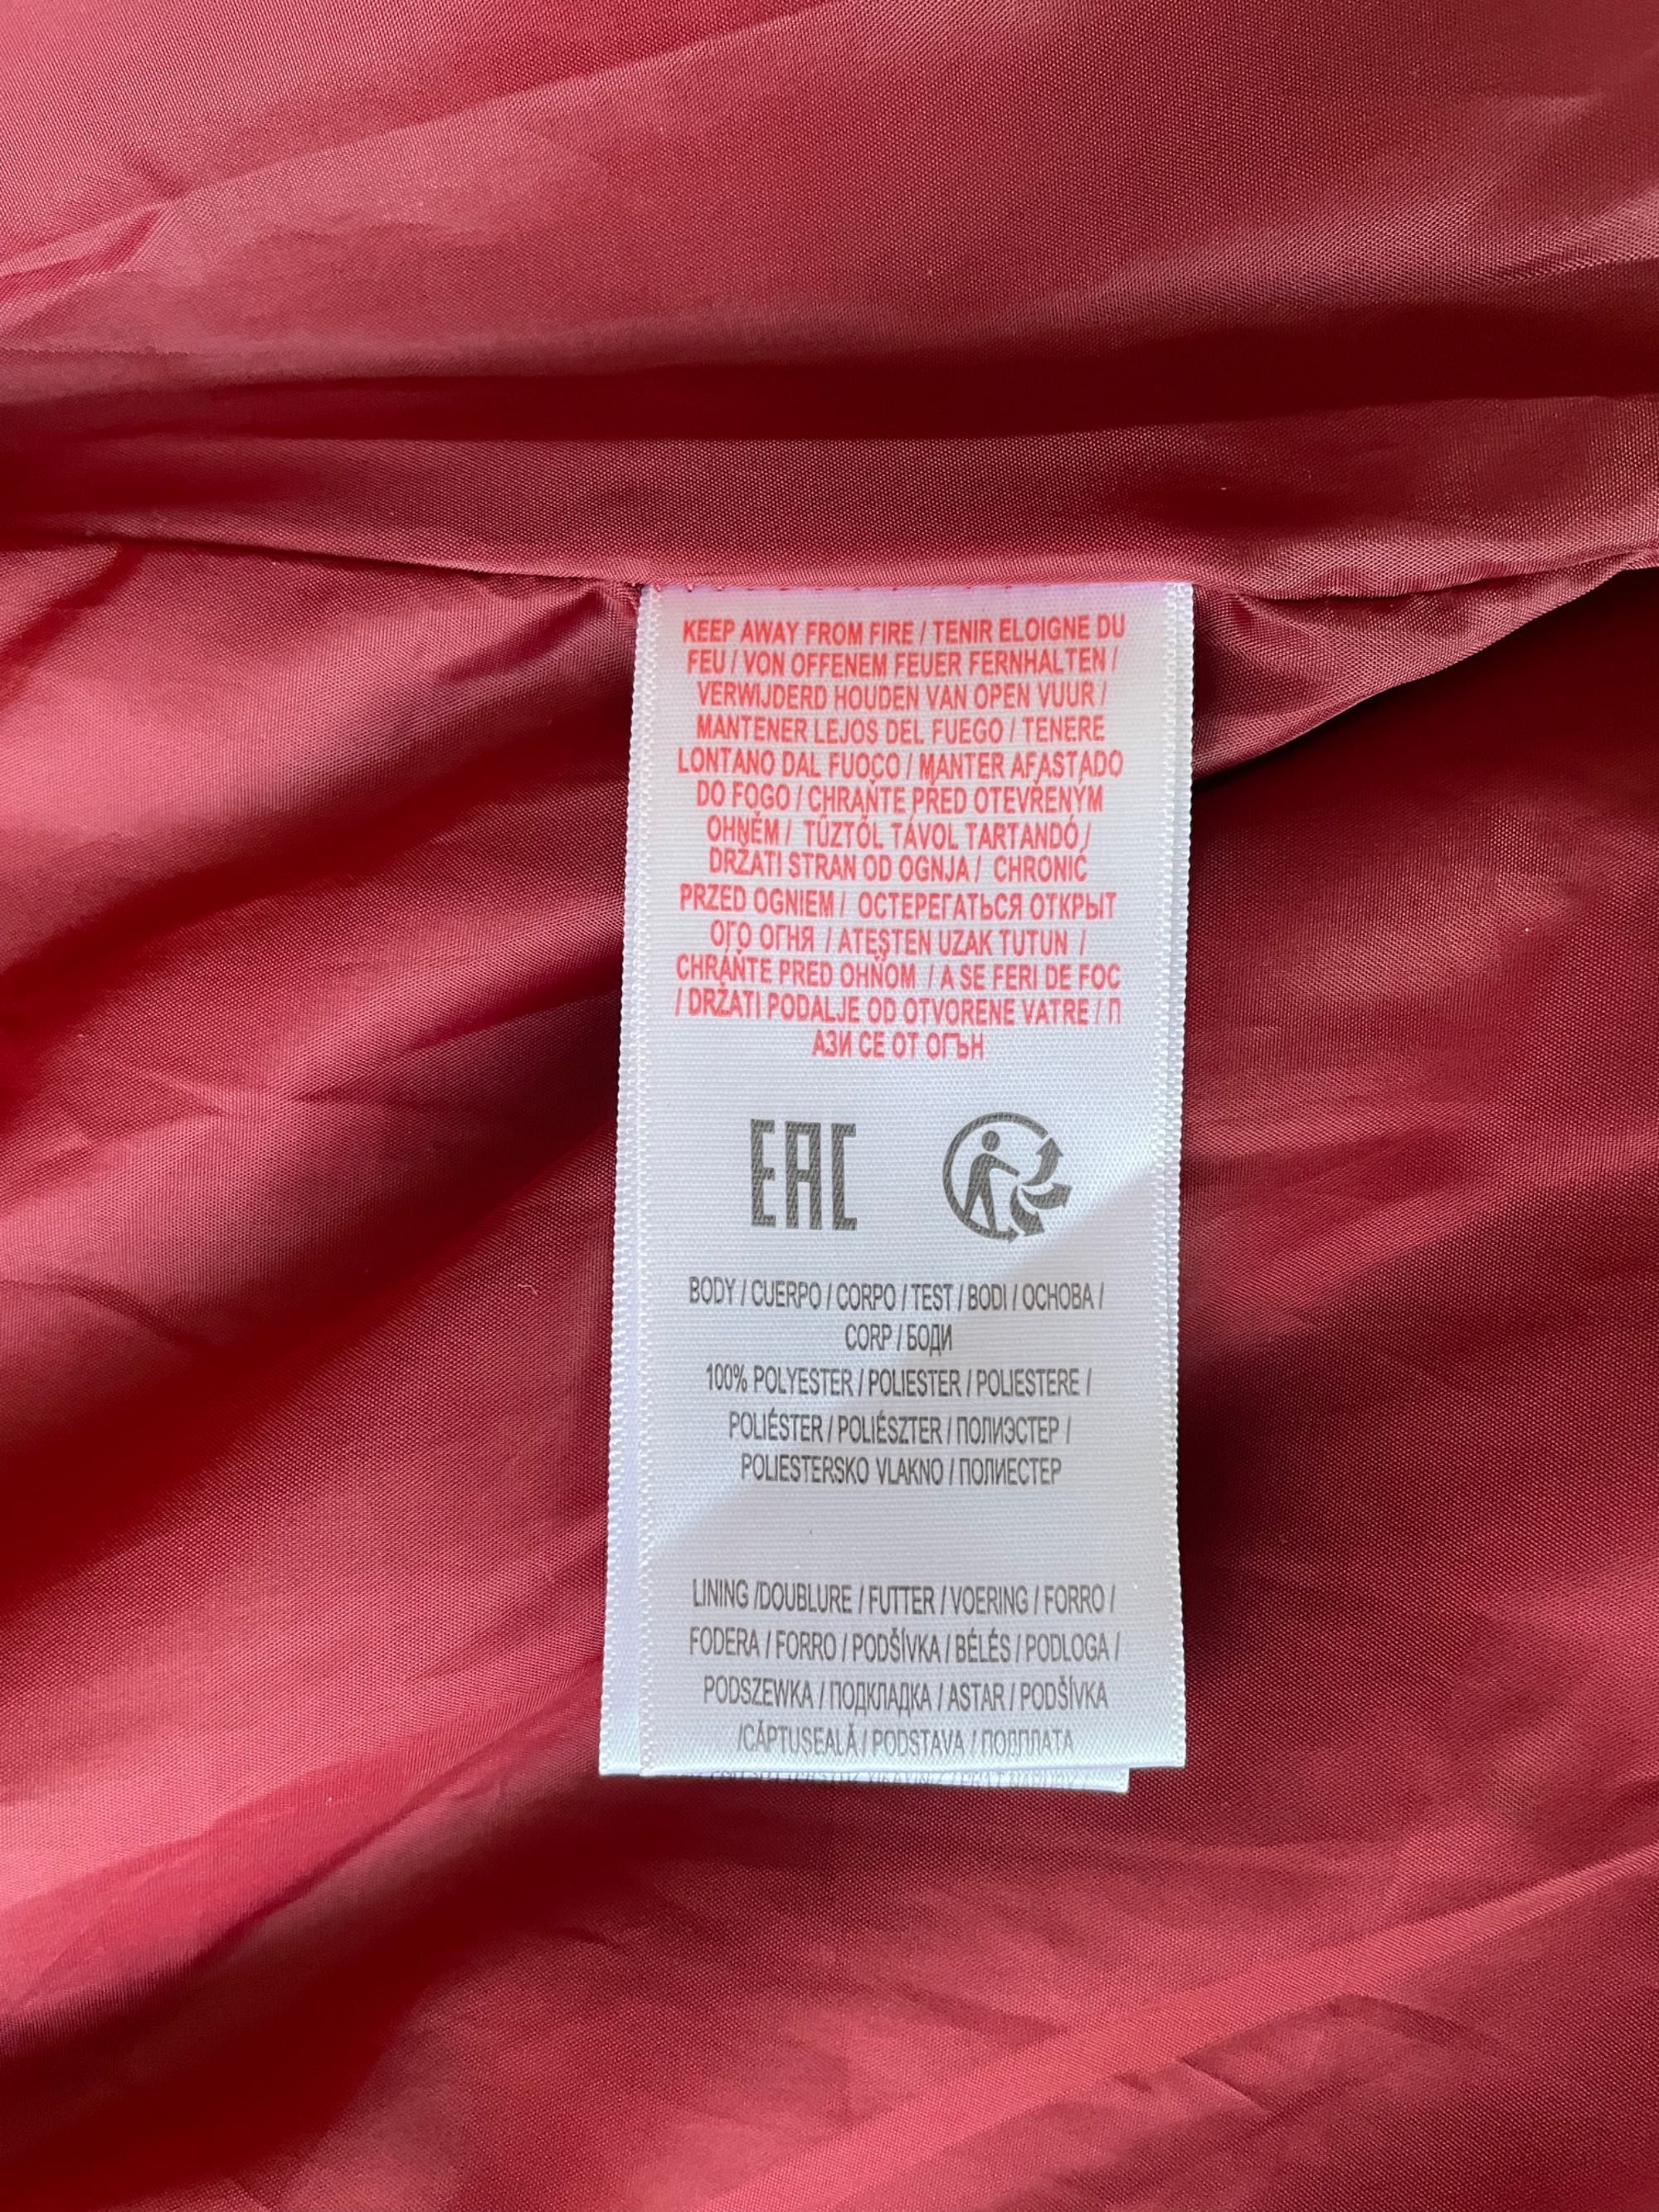 KEEP AWAY FROM FIRE / TENIR ELOIGNE DU
FEU / VON OFFENEM FEUER FERNHALTEN /
VERWIJDERD HOUDEN VAN OPEN VUUR /
MANTENER LEJOS DEL FUEGO / TENERE
LONTANO DAL FUOCO / MANTER AFASTADO
DO FOGO / CHRAŇTE PŘED OTEVŘENÝM
OHNĚM / TŰZTŐL TÁVOL TARTANDÓ /
DRŽATI STRAN OD OGNJA / CHRONIĆ
PRZED OGNIEM / ОСТЕРЕГАТЬСЯ ОТКРЫТ
ОГО ОГНЯ / ATEŞTEN UZAK TUTUN /
CHRÁŇTE PRED OHŇOM / A SE FERI DE FOC
/ DRŽATI PODALJE OD OTVORENE VATRE / П
АЗИ СЕ ОТ ОГЪН
EAC
BODY / CUERPO / CORPO / TEST / BODI / ОСНОВА /
CORP / БОДИ
100% POLYESTER / POLIESTER / POLIESTERE /
POLIÉSTER / POLIÉSZTER / ПОЛИЭСТЕР /
POLIESTERSKO VLAKNO / ПОЛИЕСТЕР
LINING /DOUBLURE / FUTTER / VOERING / FORRO /
FODERA / FORRO / PODŠÍVKA / BÉLÉS / PODLOGA /
PODSZEWKA / ПОДКЛАДКА / ASTAR / PODŠÍVKA
/CĂPTUSEALĂ / PODSTAVA / ПОДПЛАТА